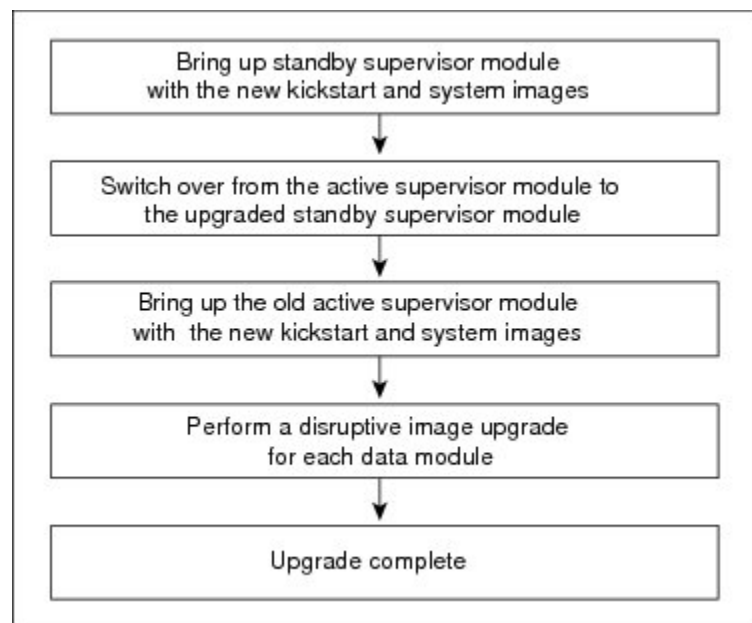 Bring up standby supervisor module
with the new kickstart and system images
Switch over from the active supervisor module to
the upgraded standby supervisor module
Bring up the old active supervisor module
with the new kickstart and system images
Perform a disruptive image upgrade
for each data module
Upgrade complete